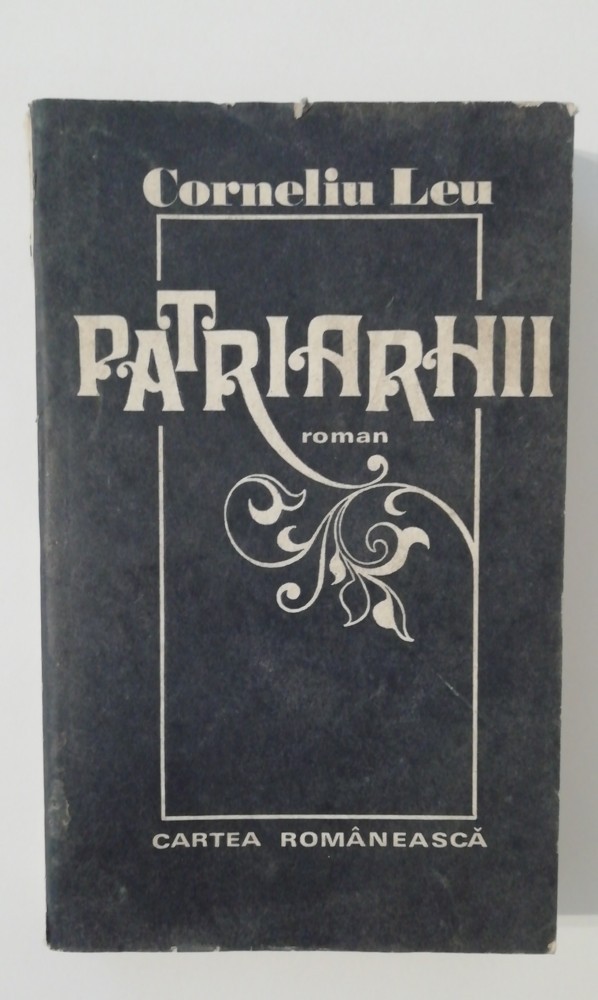 Corneliu Leu
PATRIARHII
roman
CARTEA ROMÂNEASCĂ